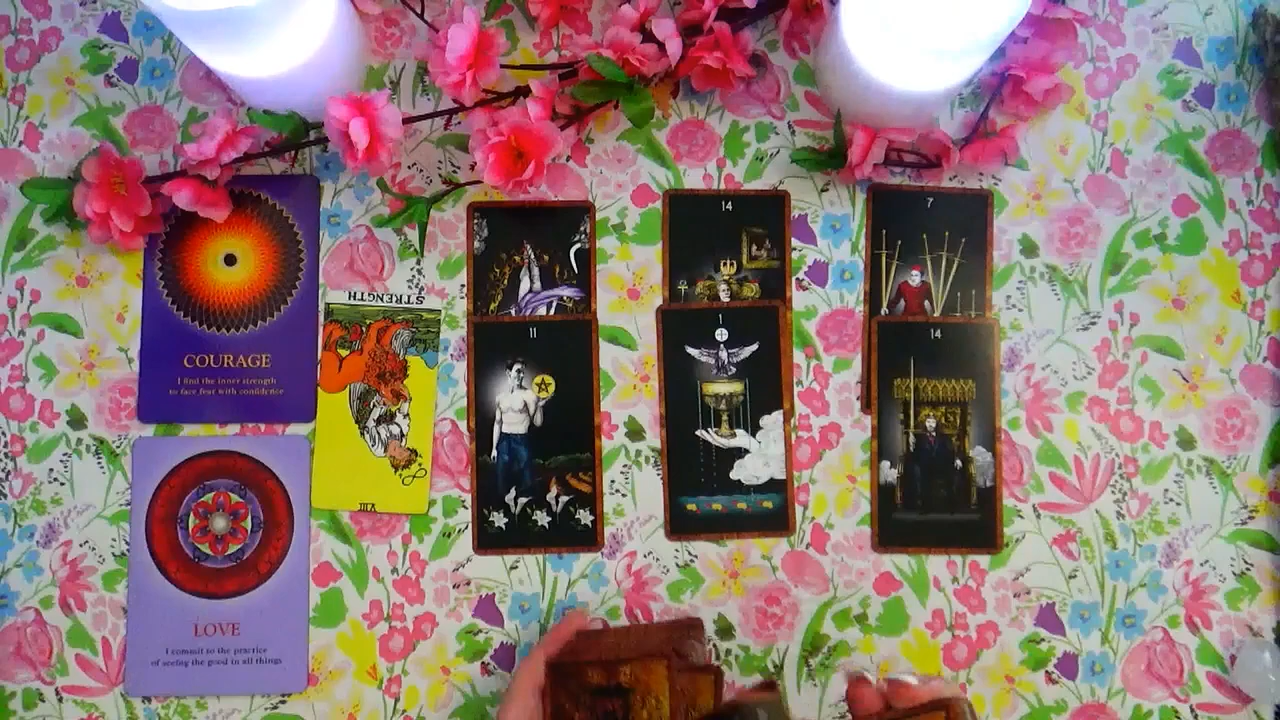 COURAGE
I find the inner strength
to face fear with confidence
LOVE
I commit to the practice
of seeing the good in all things
STRENGTH
VIII
11
14
1
7
14